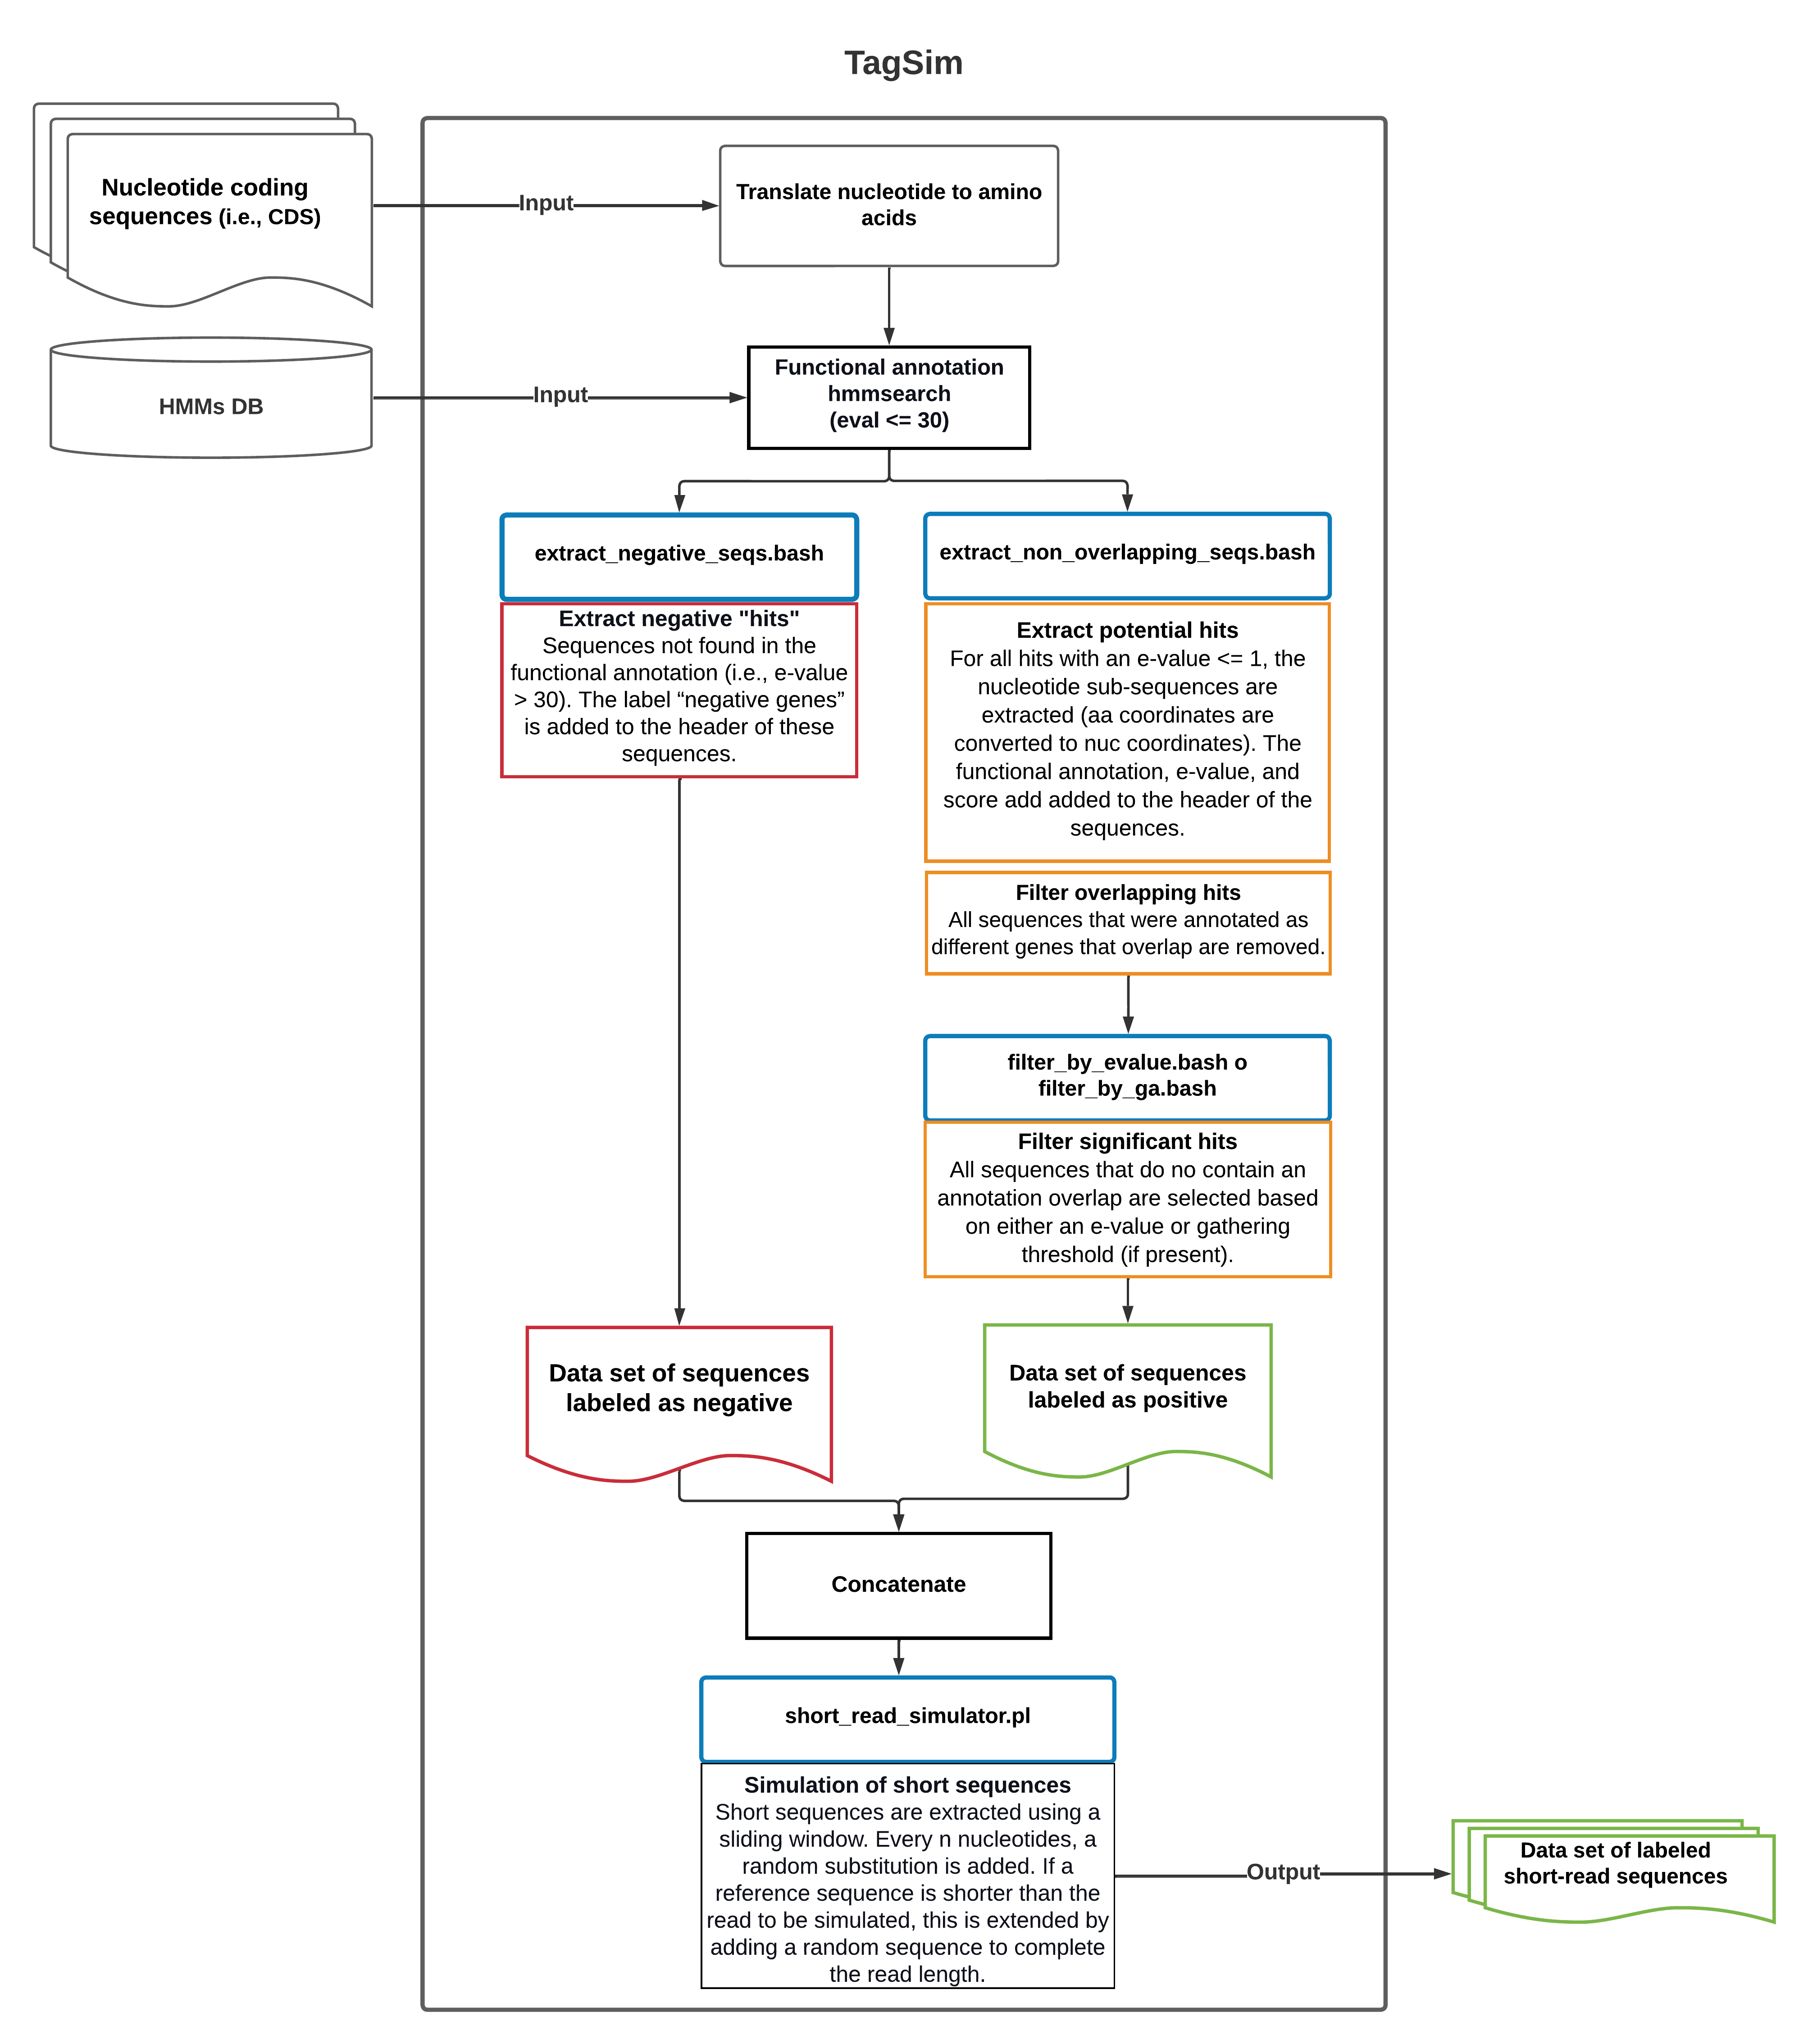 TagSim
Nucleotide coding
sequences (i.e., CDS)
Input
Translate nucleotide to amino
acids
HMMs DB
Input
Functional annotation
hmmsearch
(eval <= 30)
extract_negative_seqs.bash
Extract negative "hits"
Sequences not found in the
functional annotation (i.e., e-value
> 30). The label “negative genes”
is added to the header of these
sequences.
extract_non_overlapping_seqs.bash
Extract potential hits
For all hits with an e-value <= 1, the
nucleotide sub-sequences are
extracted (aa coordinates are
converted to nuc coordinates). The
functional annotation, e-value, and
score add added to the header of the
sequences.
Filter overlapping hits
All sequences that were annotated as
different genes that overlap are removed.
filter_by_evalue.bash o
filter_by_ga.bash
Filter significant hits
All sequences that do no contain an
annotation overlap are selected based
on either an e-value or gathering
threshold (if present).
Data set of sequences
labeled as negative
Data set of sequences
labeled as positive
Concatenate
short_read_simulator.pl
Simulation of short sequences
Short sequences are extracted using a
sliding window. Every n nucleotides, a
random substitution is added. If a
reference sequence is shorter than the
read to be simulated, this is extended by
adding a random sequence to complete
the read length.
Output
Data set of labeled
short-read sequences